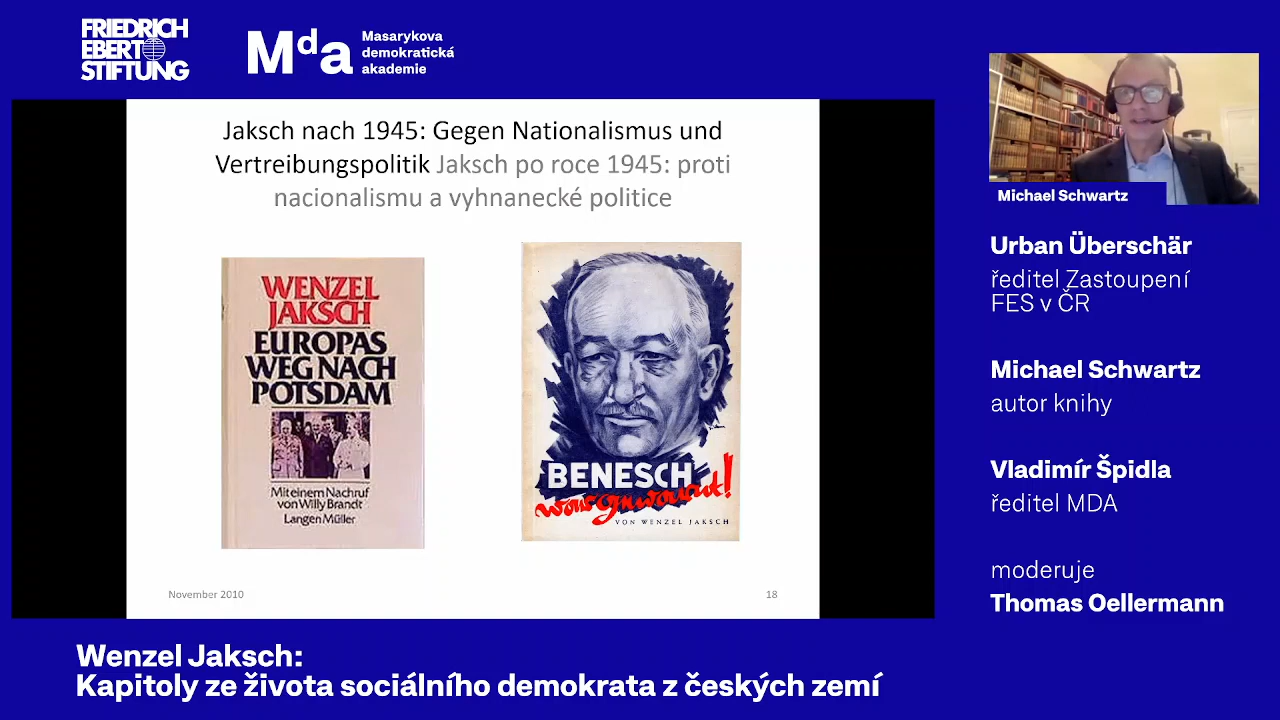 FRIEDRICH
EBERT
STIFTUNG
Mda
Masarykova
demokratická
akademie
Jaksch nach 1945: Gegen Nationalismus und
Vertreibungspolitik Jaksch po roce 1945: proti
nacionalismu a vyhnanecké politice
WENZEL
JAKSCH
EUROPAS
WEG NACH
POTSDAM
Mit einem Nachruf
von Willy Brandt
Langen Müller
BENESCH
war gewarnt!
VON WENZEL JAKSCH
November 2010
18
Michael Schwartz
Urban Überschär
ředitel Zastoupení
FES v ČR
Michael Schwartz
autor knihy
Vladimír Špidla
ředitel MDA
moderuje
Thomas Oellermann
Wenzel Jaksch:
Kapitoly ze života sociálního demokrata z českých zemí